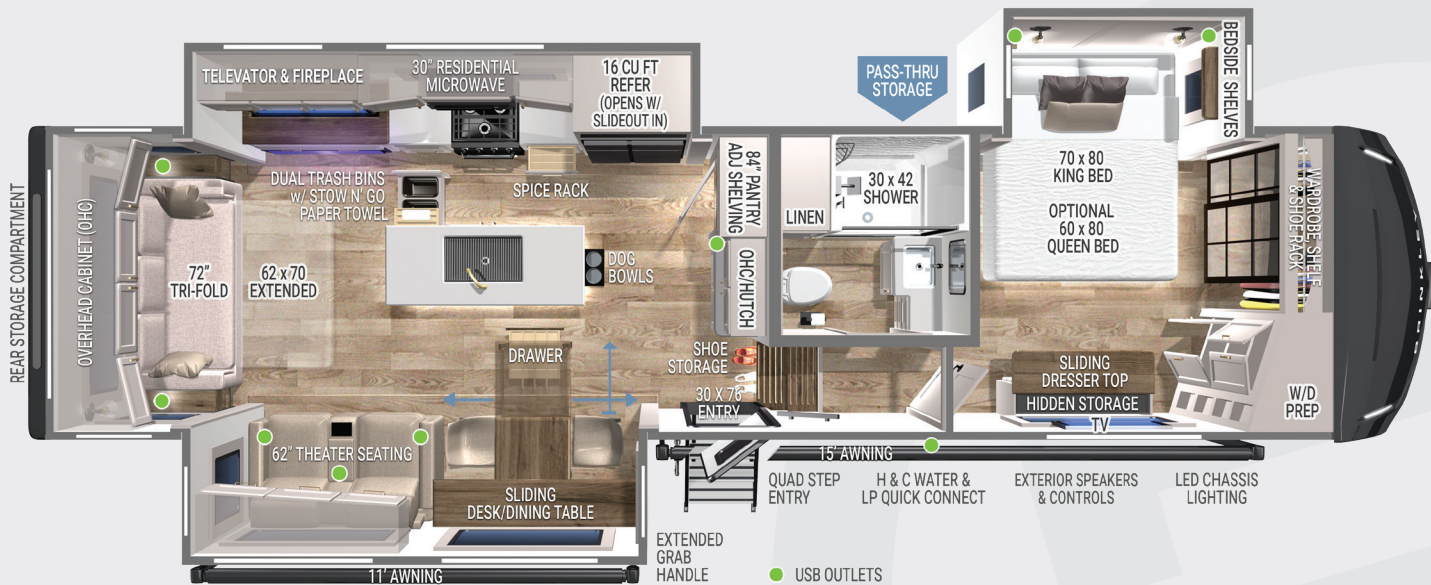 TELEVATOR & FIREPLACE
30" RESIDENTIAL
MICROWAVE
16 CU FT
REFER
(OPENS W/
SLIDEOUT IN)
PASS-THRU
STORAGE
BEDSIDE SHELVES
REAR STORAGE COMPARTMENT
OVERHEAD CABINET (OHC)
72"
TRI-FOLD
62 x 70
EXTENDED
DUAL TRASH BINS
w/ STOW N' GO
PAPER TOWEL
SPICE RACK
DOG
BOWLS
84" PANTRY
ADJ SHELVING
OHC/HUTCH
LINEN
30 x 42
SHOWER
70 x 80
KING BED
OPTIONAL
60 x 80
QUEEN BED
WARDROBE SHELF
& SHOE RACK
BRINKLEY
DRAWER
SHOE
STORAGE
30 X 76"
ENTRY
SLIDING
DRESSER TOP
HIDDEN STORAGE
TV
W/D
PREP
62" THEATER SEATING
SLIDING
DESK/DINING TABLE
15' AWNING
QUAD STEP
ENTRY
H & C WATER &
LP QUICK CONNECT
EXTERIOR SPEAKERS
& CONTROLS
LED CHASSIS
LIGHTING
EXTENDED
GRAB
HANDLE
11' AWNING
USB OUTLETS